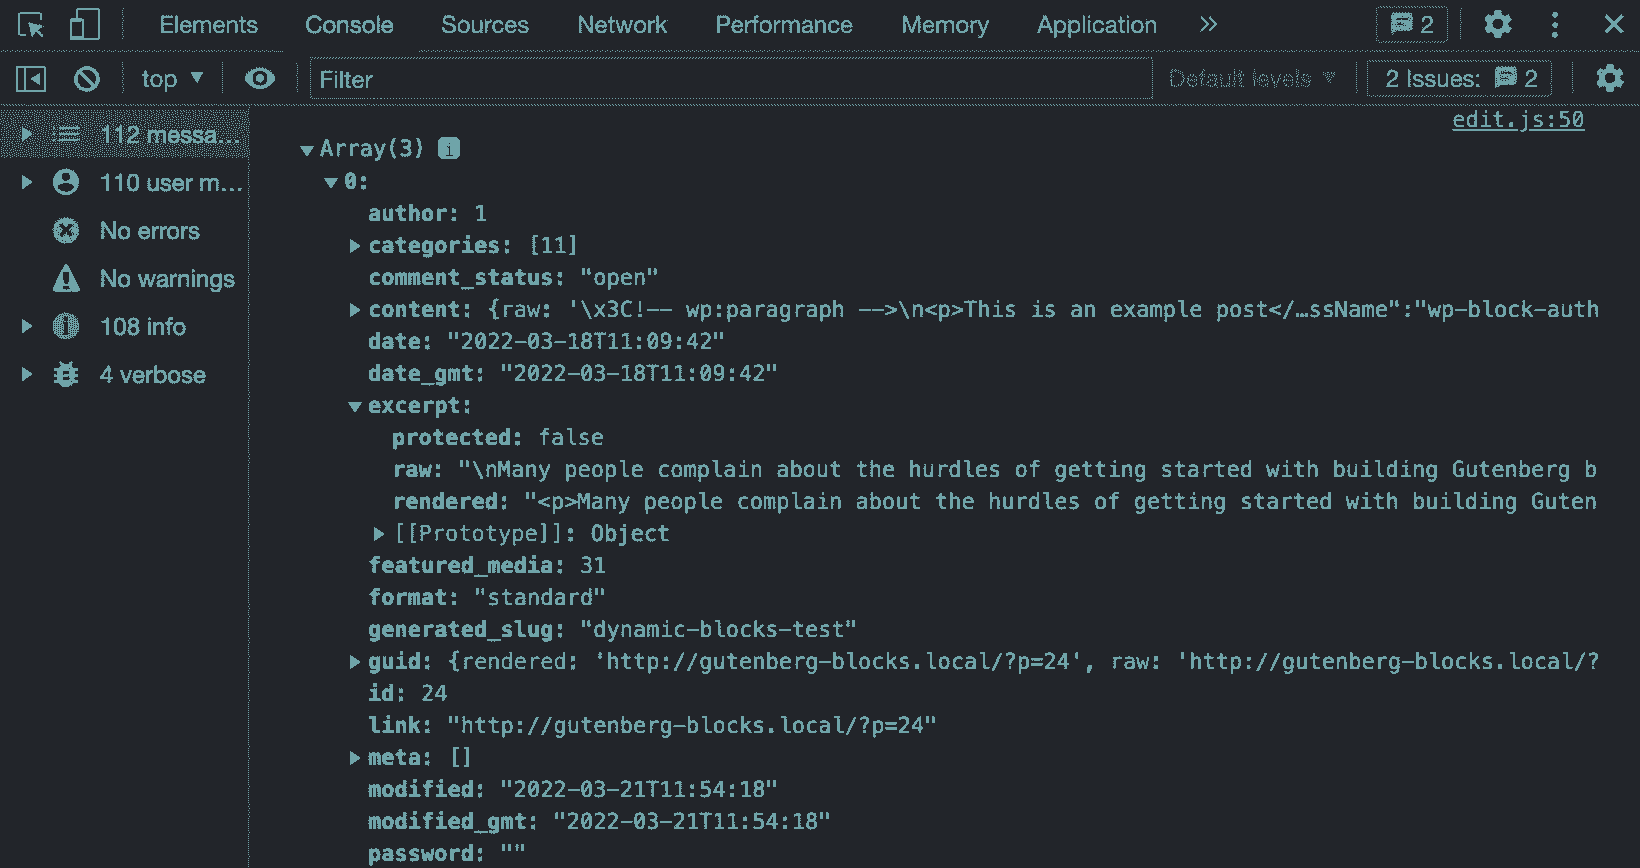 Elements Console Sources Network Performance Memory Application » 2
top Filter Default levels 2 Issues: 2
edit.js:50
112 messa…
110 user m…
No errors
No warnings
108 info
4 verbose
Array(3) i
0:
author: 1
categories: [11]
comment_status: "open"
content: {raw: '\x3C!-- wp:paragraph -->\n<p>This is an example post</…ssName":"wp-block-auth
date: "2022-03-18T11:09:42"
date_gmt: "2022-03-18T11:09:42"
excerpt:
protected: false
raw: "\nMany people complain about the hurdles of getting started with building Gutenberg b
rendered: "<p>Many people complain about the hurdles of getting started with building Guten
[[Prototype]]: Object
featured_media: 31
format: "standard"
generated_slug: "dynamic-blocks-test"
guid: {rendered: 'http://gutenberg-blocks.local/?p=24', raw: 'http://gutenberg-blocks.local/?
id: 24
link: "http://gutenberg-blocks.local/?p=24"
meta: []
modified: "2022-03-21T11:54:18"
modified_gmt: "2022-03-21T11:54:18"
password: ""